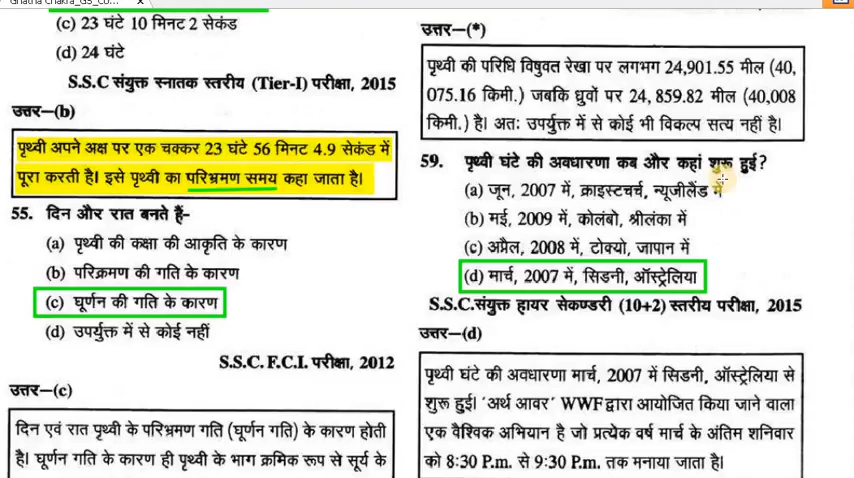 (c) 23 घंटे 10 मिनट 2 सेकंड
(d) 24 घंटे
S.S.C संयुक्त स्नातक स्तरीय (Tier-I) परीक्षा, 2015
उत्तर—(b)
पृथ्वी अपने अक्ष पर एक चक्कर 23 घंटे 56 मिनट 4.9 सेकंड में
पूरा करती है। इसे पृथ्वी का परिभ्रमण समय कहा जाता है।
55. दिन और रात बनते हैं-
(a) पृथ्वी की कक्षा की आकृति के कारण
(b) परिक्रमण की गति के कारण
(c) घूर्णन की गति के कारण
(d) उपर्युक्त में से कोई नहीं
S.S.C. F.C.I. परीक्षा, 2012
उत्तर—(c)
दिन एवं रात पृथ्वी के परिभ्रमण गति (घूर्णन गति) के कारण होती
है। घूर्णन गति के कारण ही पृथ्वी के भाग क्रमिक रूप से सूर्य के
उत्तर—(*)
पृथ्वी की परिधि विषुवत रेखा पर लगभग 24,901.55 मील (40,
075.16 किमी.) जबकि ध्रुवों पर 24, 859.82 मील (40,008
किमी.) है। अतः उपर्युक्त में से कोई भी विकल्प सत्य नहीं है।
59. पृथ्वी घंटे की अवधारणा कब और कहां शुरू हुई?
(a) जून, 2007 में, क्राइस्टचर्च, न्यूजीलैंड में
(b) मई, 2009 में, कोलंबो, श्रीलंका में
(c) अप्रैल, 2008 में, टोक्यो, जापान में
(d) मार्च, 2007 में, सिडनी, ऑस्ट्रेलिया
S.S.C.संयुक्त हायर सेकण्डरी (10+2) स्तरीय परीक्षा, 2015
उत्तर—(d)
पृथ्वी घंटे की अवधारणा मार्च, 2007 में सिडनी, ऑस्ट्रेलिया से
शुरू हुई। 'अर्थ आवर' WWF द्वारा आयोजित किया जाने वाला
एक वैश्विक अभियान है जो प्रत्येक वर्ष मार्च के अंतिम शनिवार
को 8:30 P.m. से 9:30 P.m. तक मनाया जाता है।